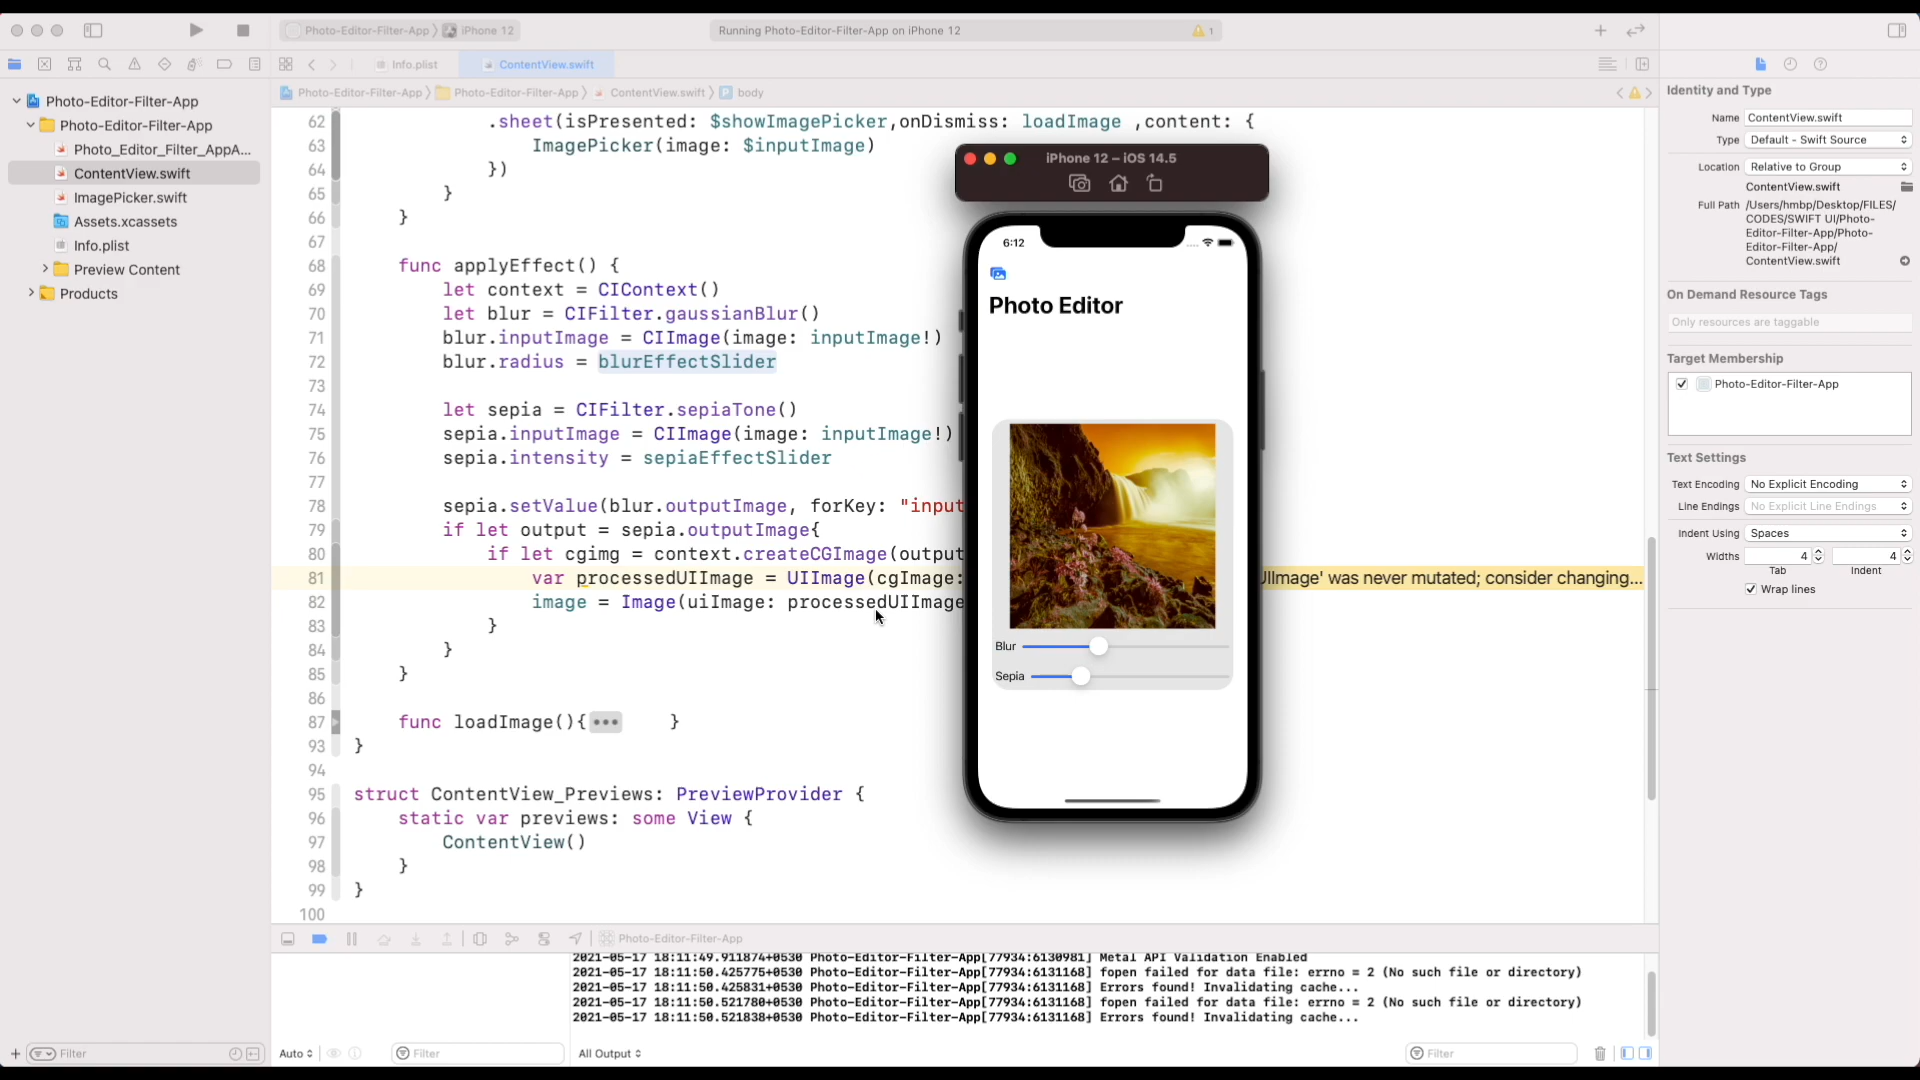 Photo-Editor-Filter-App 〉 iPhone 12
Running Photo-Editor-Filter-App on iPhone 12
1
Info.plist
ContentView.swift
Photo-Editor-Filter-App 〉 Photo-Editor-Filter-App 〉 ContentView.swift 〉 P body
Photo-Editor-Filter-App
Photo-Editor-Filter-App
Photo_Editor_Filter_AppA...
ContentView.swift
ImagePicker.swift
Assets.xcassets
Info.plist
Preview Content
Products
62 .sheet(isPresented: $showImagePicker,onDismiss: loadImage ,content: {
63 ImagePicker(image: $inputImage)
64 })
65 }
66 }
67
68 func applyEffect() {
69 let context = CIContext()
70 let blur = CIFilter.gaussianBlur()
71 blur.inputImage = CIImage(image: inputImage!)
72 blur.radius = blurEffectSlider
73
74 let sepia = CIFilter.sepiaTone()
75 sepia.inputImage = CIImage(image: inputImage!)
76 sepia.intensity = sepiaEffectSlider
77
78 sepia.setValue(blur.outputImage, forKey: "input
79 if let output = sepia.outputImage{
80 if let cgimg = context.createCGImage(output
81 var processedUIImage = UIImage(cgImage: UIImage' was never mutated; consider changing...
82 image = Image(uiImage: processedUIImage
83 }
84 }
85 }
86
87 func loadImage(){••• }
93 }
94
95 struct ContentView_Previews: PreviewProvider {
96 static var previews: some View {
97 ContentView()
98 }
99 }
100
iPhone 12 – iOS 14.5
6:12
Photo Editor
Blur
Sepia
Photo-Editor-Filter-App
2021-05-17 18:11:49.911874+0530 Photo-Editor-Filter-App[77934:6130981] Metal API Validation Enabled
2021-05-17 18:11:50.425775+0530 Photo-Editor-Filter-App[77934:6131168] fopen failed for data file: errno = 2 (No such file or directory)
2021-05-17 18:11:50.425831+0530 Photo-Editor-Filter-App[77934:6131168] Errors found! Invalidating cache...
2021-05-17 18:11:50.521780+0530 Photo-Editor-Filter-App[77934:6131168] fopen failed for data file: errno = 2 (No such file or directory)
2021-05-17 18:11:50.521838+0530 Photo-Editor-Filter-App[77934:6131168] Errors found! Invalidating cache...
Filter
Auto
Filter
All Output
Filter
Identity and Type
Name ContentView.swift
Type Default - Swift Source
Location Relative to Group
ContentView.swift
Full Path /Users/hmbp/Desktop/FILES/
CODES/SWIFT UI/Photo-
Editor-Filter-App/Photo-
Editor-Filter-App/
ContentView.swift
On Demand Resource Tags
Only resources are taggable
Target Membership
Photo-Editor-Filter-App
Text Settings
Text Encoding No Explicit Encoding
Line Endings No Explicit Line Endings
Indent Using Spaces
Widths 4 4
Tab Indent
Wrap lines